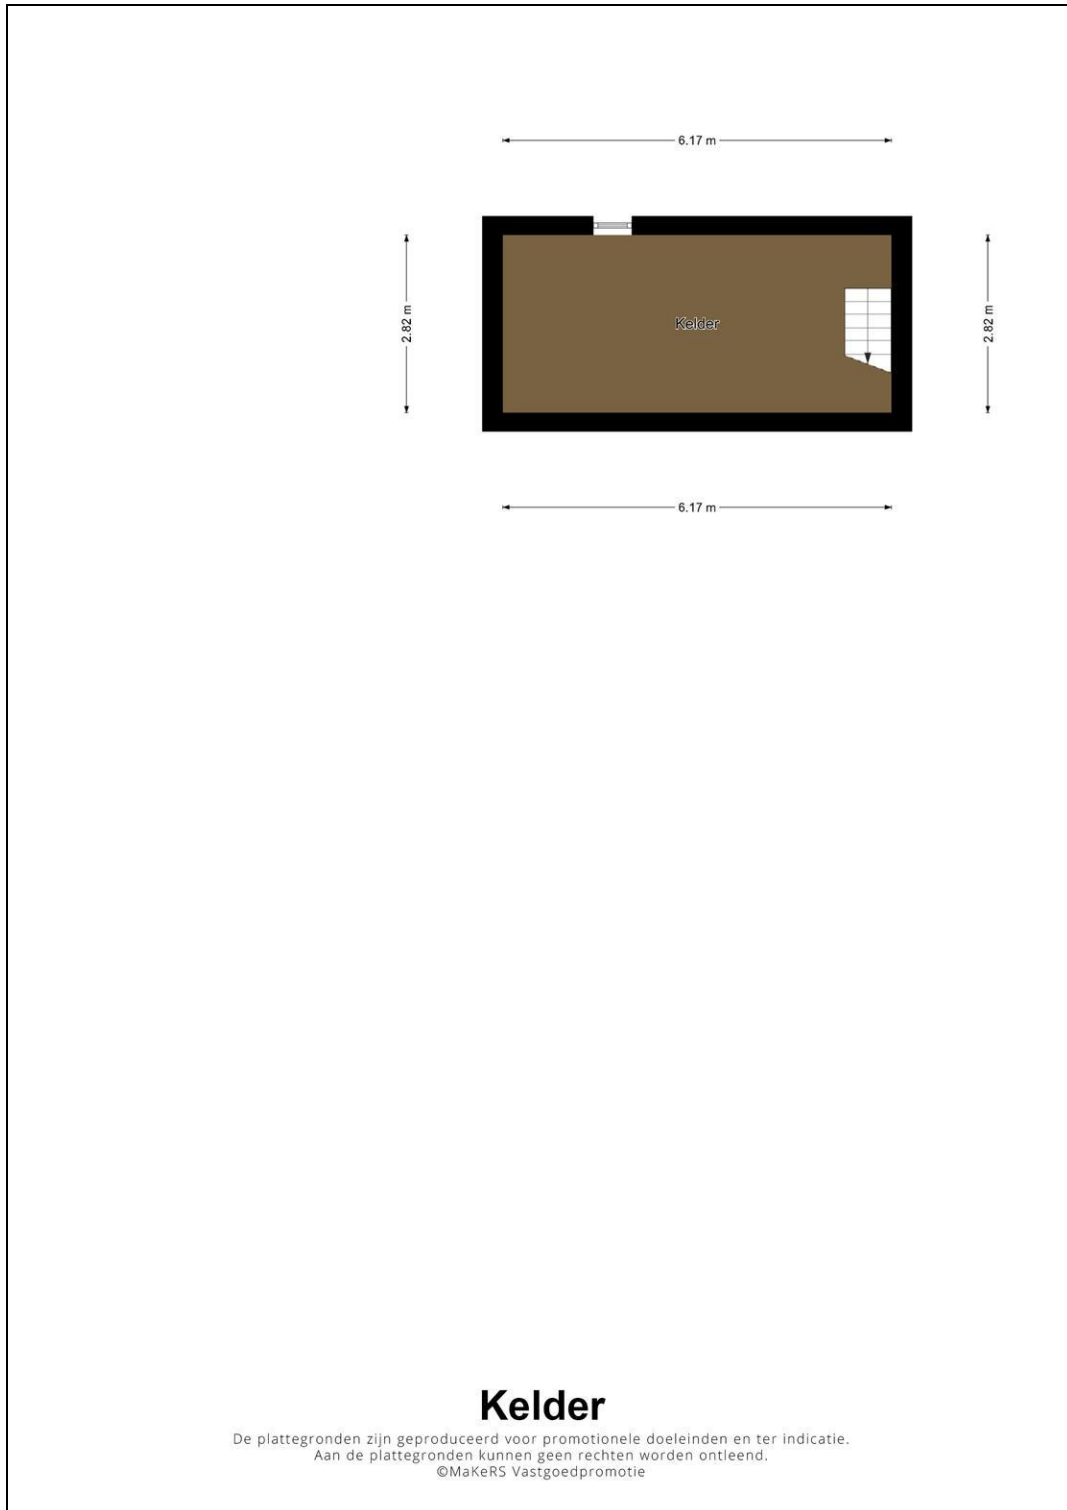 6.17 m
2.82 m
Kelder
2.82 m
6.17 m
Kelder
De plattegronden zijn geproduceerd voor promotionele doeleinden en ter indicatie.
Aan de plattegronden kunnen geen rechten worden ontleend.
©MaKeRS Vastgoedpromotie